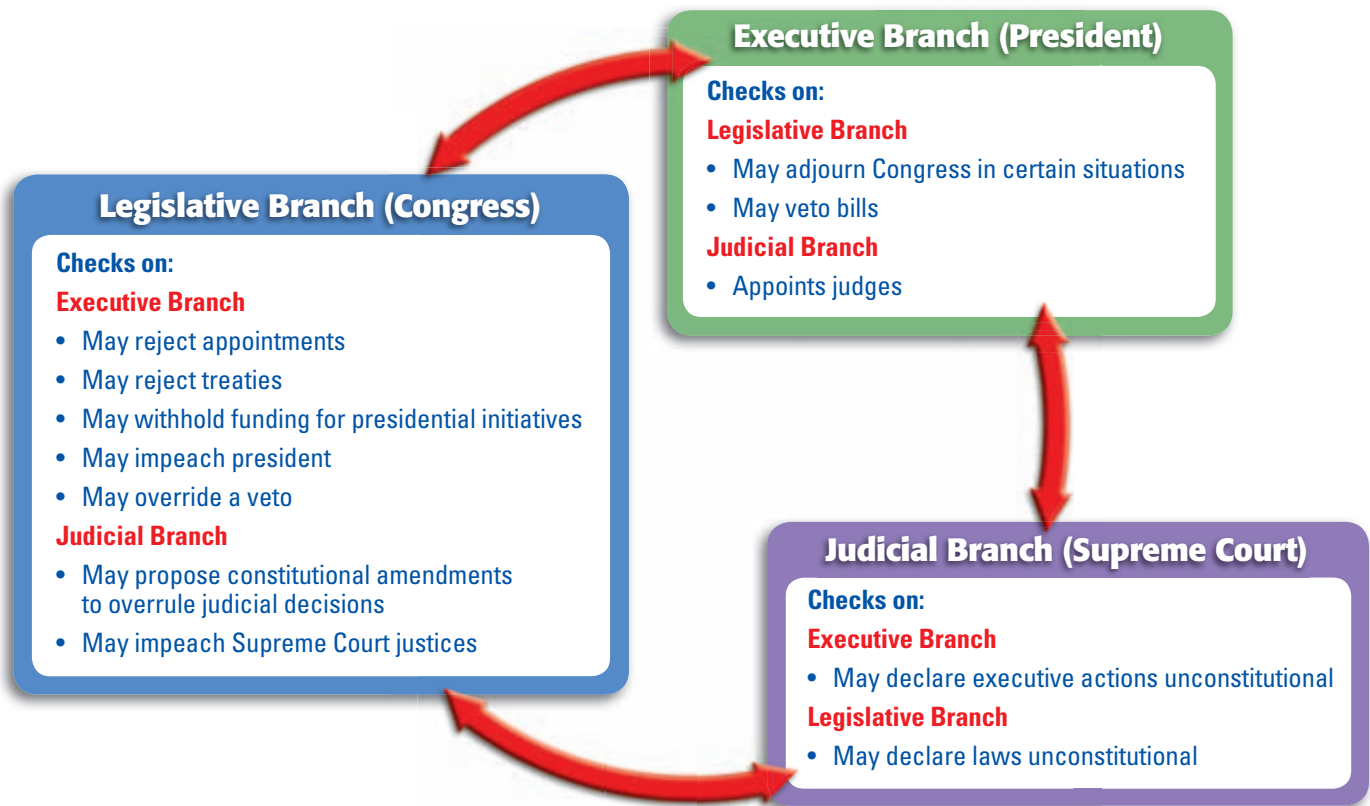 Executive Branch (President)
Checks on:
Legislative Branch
• May adjourn Congress in certain situations
• May veto bills
Judicial Branch
• Appoints judges
Legislative Branch (Congress)
Checks on:
Executive Branch
• May reject appointments
• May reject treaties
• May withhold funding for presidential initiatives
• May impeach president
• May override a veto
Judicial Branch
• May propose constitutional amendments
to overrule judicial decisions
• May impeach Supreme Court justices
Judicial Branch (Supreme Court)
Checks on:
Executive Branch
• May declare executive actions unconstitutional
Legislative Branch
• May declare laws unconstitutional